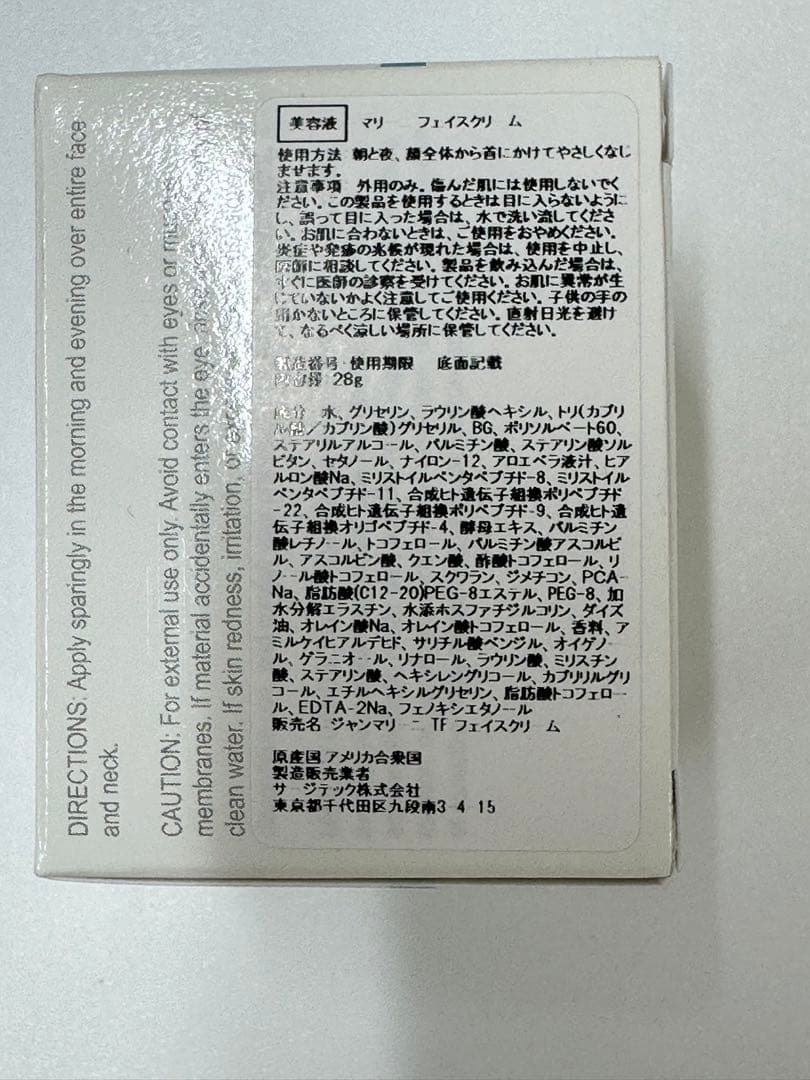 DIRECTIONS: Apply sparingly in the morning and evening over entire face
and neck.
CAUTION: For external use only. Avoid contact with eyes or
membranes. If material accidentally enters the eye,
clean water. If skin redness, irritation, or
美容液 マリ フェイスクリ ム
使用方法 朝と夜、顔全体から首にかけてやさしくなじ
ませます。
注意事項 外用のみ。傷んだ肌には使用しないでく
ださい。この製品を使用するときは目に入らないように
し、誤って目に入った場合は、水で洗い流してくださ
い。お肌に合わないときは、ご使用をおやめください。
炎症や発疹の兆候が現れた場合は、使用を中止し、
医師に相談してください。製品を飲み込んだ場合は、
すぐに医師の診察を受けてください。お肌に異常が生
じていないかよく注意してご使用ください。子供の手の
届かないところに保管してください。直射日光を避け
て、なるべく涼しい場所に保管してください。
製造番号・使用期限 底面記載
内容量 28g
成分 水、グリセリン、ラウリン酸ヘキシル、トリ(カプリ
ル酸/カプリン酸)グリセリル、BG、ポリソルベート60、
ステアリルアルコール、パルミチン酸、ステアリン酸ソル
ビタン、セタノール、ナイロン-12、アロエベラ液汁、ヒア
ルロン酸Na、ミリストイルペンタペプチド-8、ミリストイル
ペンタペプチド-11、合成ヒト遺伝子組換ポリペプチド
-22、合成ヒト遺伝子組換ポリペプチド-9、合成ヒト遺
伝子組換オリゴペプチド-4、酵母エキス、パルミチン
酸レチノール、トコフェロール、パルミチン酸アスコルビ
ル、アスコルビン酸、クエン酸、酢酸トコフェロール、リ
ノール酸トコフェロール、スクワラン、ジメチコン、PCA-
Na、脂肪酸(C12-20)PEG-8エステル、PEG-8、加
水分解エラスチン、水添ホスファチジルコリン、ダイズ
油、オレイン酸Na、オレイン酸トコフェロール、香料、ア
ミルケイヒアルデヒド、サリチル酸ベンジル、オイゲノ
ール、ゲラニオール、リナロール、ラウリン酸、ミリスチン
酸、ステアリン酸、ヘキシレングリコール、カプリリルグリ
コール、エチルヘキシルグリセリン、脂肪酸トコフェロー
ル、EDTA-2Na、フェノキシエタノール
販売名 ジャンマリーニ TF フェイスクリ ム
原産国 アメリカ合衆国
製造販売業者
サージテック株式会社
東京都千代田区九段南3 4 15